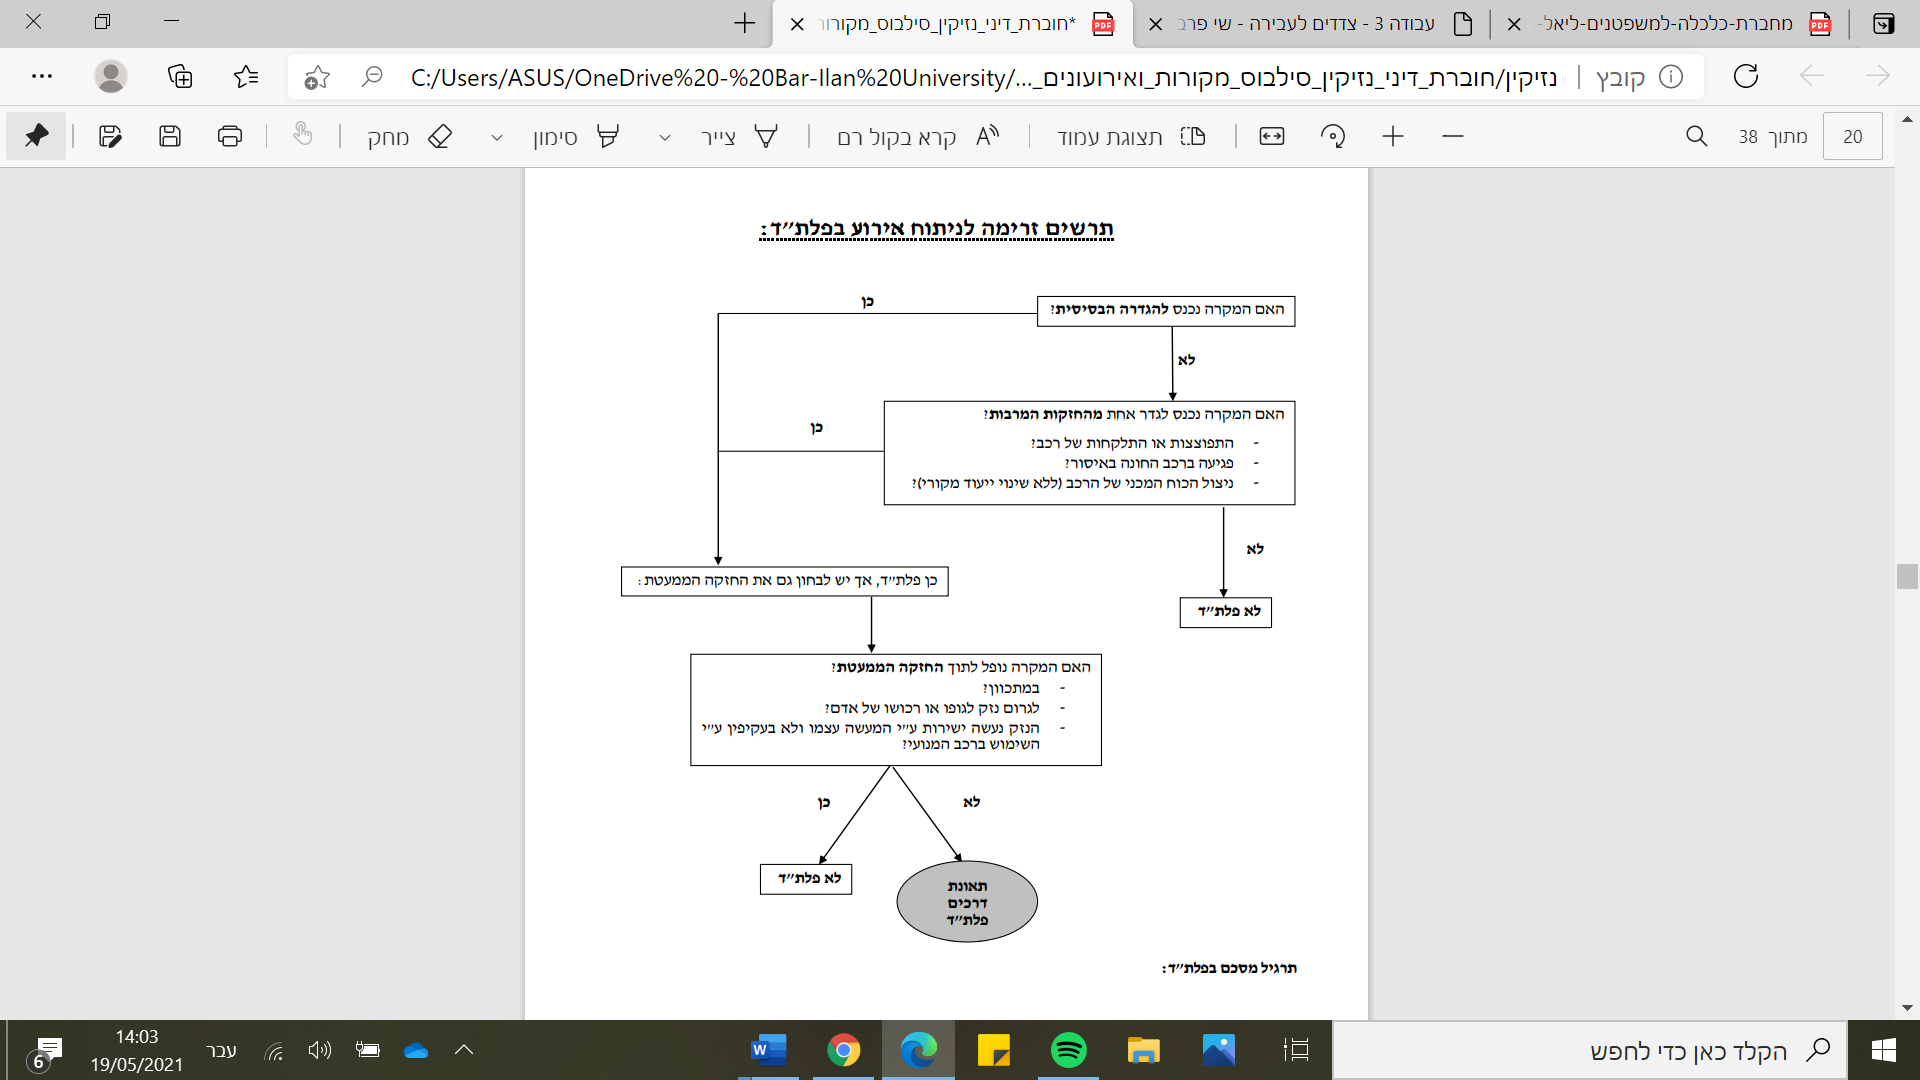 מחברת-כלכלה-למשפטנים-ליאל-
עבודה 3 - צדדים לעבירה - שי פרב
*חוברת_דיני_נזיקין_סילבוס_מקורות
קובץ
C:/Users/ASUS/OneDrive%20-%20Bar-Ilan%20University/..._נזיקין/חוברת_דיני_נזיקין_סילבוס_מקורות_ואירועונים
20
מתוך 38
תצוגת עמוד
קרא בקול רם
צייר
סימון
מחק
תרשים זרימה לניתוח אירוע בפלת"ד:
האם המקרה נכנס להגדרה הבסיסית?
כן
לא
האם המקרה נכנס לגדר אחת מהחזקות המרבות?
- התפוצצות או התלקחות של רכב?
- פגיעה ברכב החונה באיסור?
- ניצול הכוח המכני של הרכב (ללא שינוי ייעוד מקורי)?
כן
לא
כן פלת"ד, אך יש לבחון גם את החזקה הממעטת:
לא פלת"ד
האם המקרה נופל לתוך החזקה הממעטת?
- במתכוון?
- לגרום נזק לגופו או רכושו של אדם?
- הנזק נעשה ישירות ע"י המעשה עצמו ולא בעקיפין ע"י
השימוש ברכב המנועי?
לא
כן
תאונת
דרכים
פלת"ד
לא פלת"ד
תרגיל מסכם בפלת"ד:
הקלד כאן כדי לחפש
עבר
14:03
19/05/2021
6